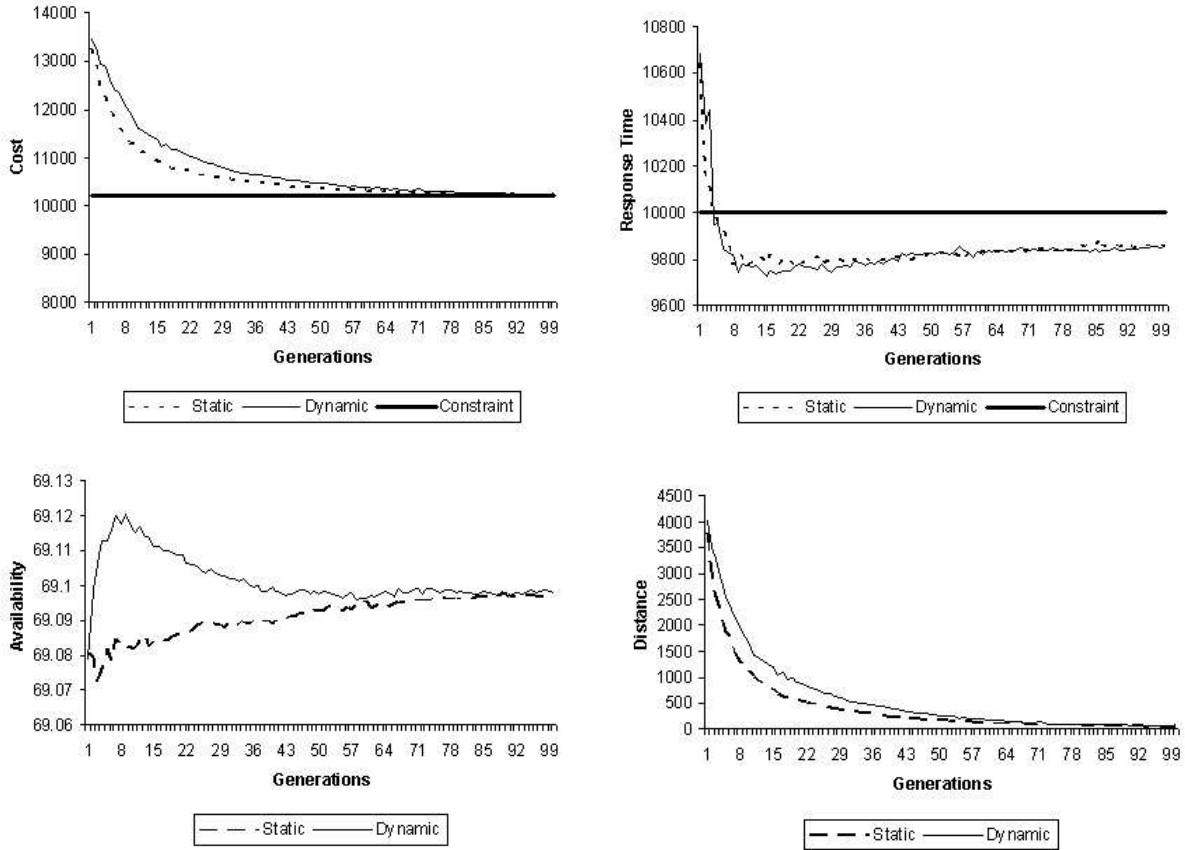 Cost
14000
13000
12000
11000
10000
9000
8000
1 8 15 22 29 36 43 50 57 64 71 78 85 92 99
Generations
Static Dynamic Constraint
Response Time
10800
10600
10400
10200
10000
9800
9600
1 8 15 22 29 36 43 50 57 64 71 78 85 92 99
Generations
Static Dynamic Constraint
Availability
69.13
69.12
69.11
69.1
69.09
69.08
69.07
69.06
1 8 15 22 29 36 43 50 57 64 71 78 85 92 99
Generations
Static Dynamic
Distance
4500
4000
3500
3000
2500
2000
1500
1000
500
0
1 8 15 22 29 36 43 50 57 64 71 78 85 92 99
Generations
Static Dynamic